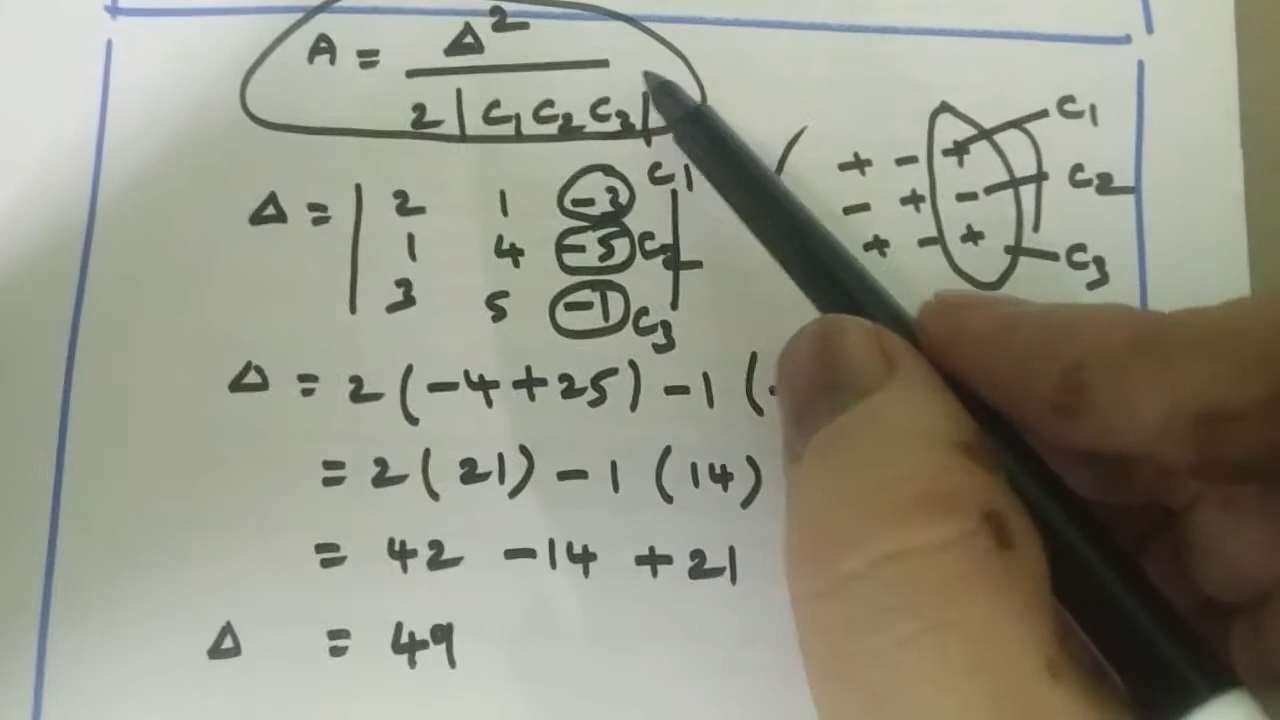 A = Δ²
2 | C₁ C₂ C₃ |
Δ = | 2 1 -3 | C₁
1 4 -5 C₂
3 5 -1 C₃
+ - + C₁
- + - C₂
+ - + C₃
Δ = 2 ( -4 + 25 ) - 1 (
= 2 ( 21 ) - 1 ( 14 )
= 42 - 14 + 21
Δ = 49